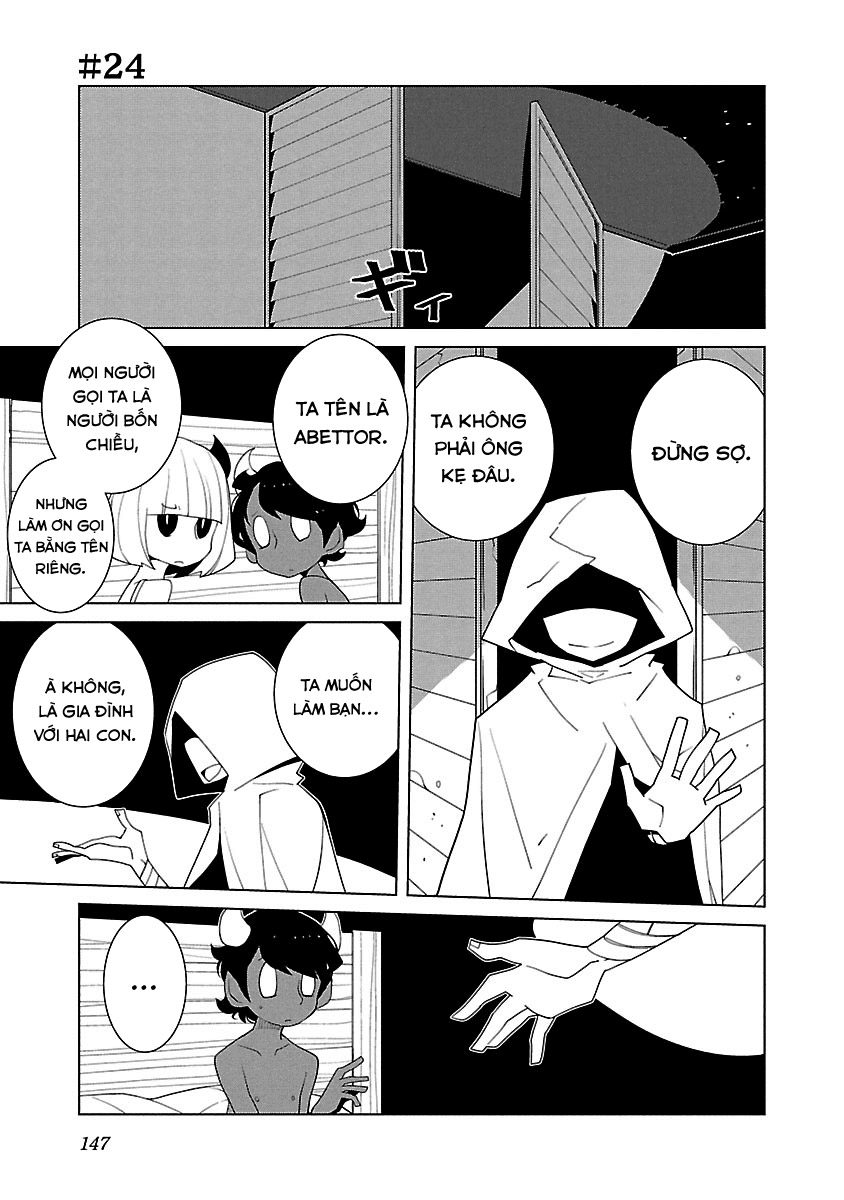 #24
ギィ
ĐỪNG SỢ.
TA KHÔNG
PHẢI ÔNG
KẸ ĐÂU.
TA TÊN LÀ
ABETTOR.
MỌI NGƯỜI
GỌI TA LÀ
NGƯỜI BỐN
CHIỀU,
NHƯNG
LÀM ƠN GỌI
TA BẰNG TÊN
RIÊNG.
TA MUỐN
LÀM BẠN...
À KHÔNG,
LÀ GIA ĐÌNH
VỚI HAI CON.
...
147